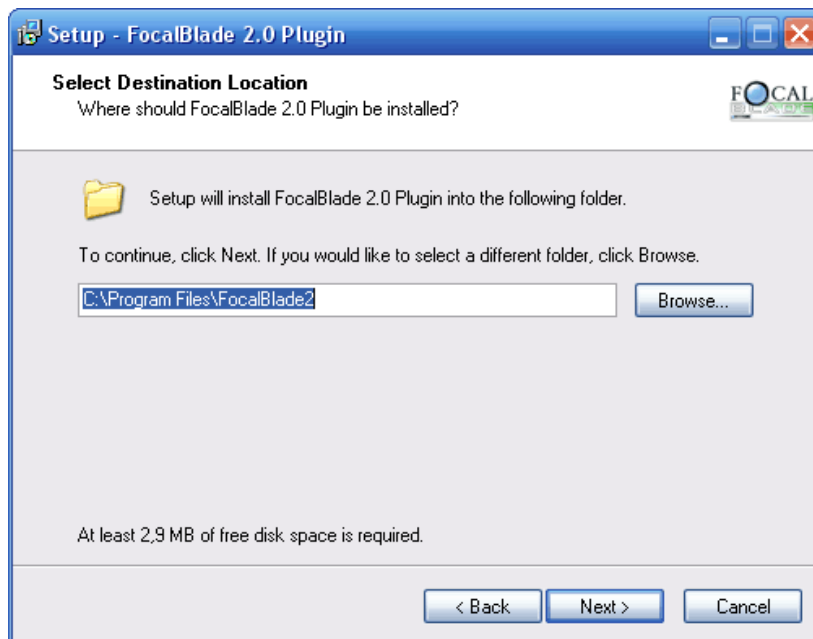 Setup - FocalBlade 2.0 Plugin
Select Destination Location
Where should FocalBlade 2.0 Plugin be installed?
FOCAL
BLADE
Setup will install FocalBlade 2.0 Plugin into the following folder.
To continue, click Next. If you would like to select a different folder, click Browse.
C:\Program Files\FocalBlade2
Browse...
At least 2,9 MB of free disk space is required.
< Back
Next >
Cancel